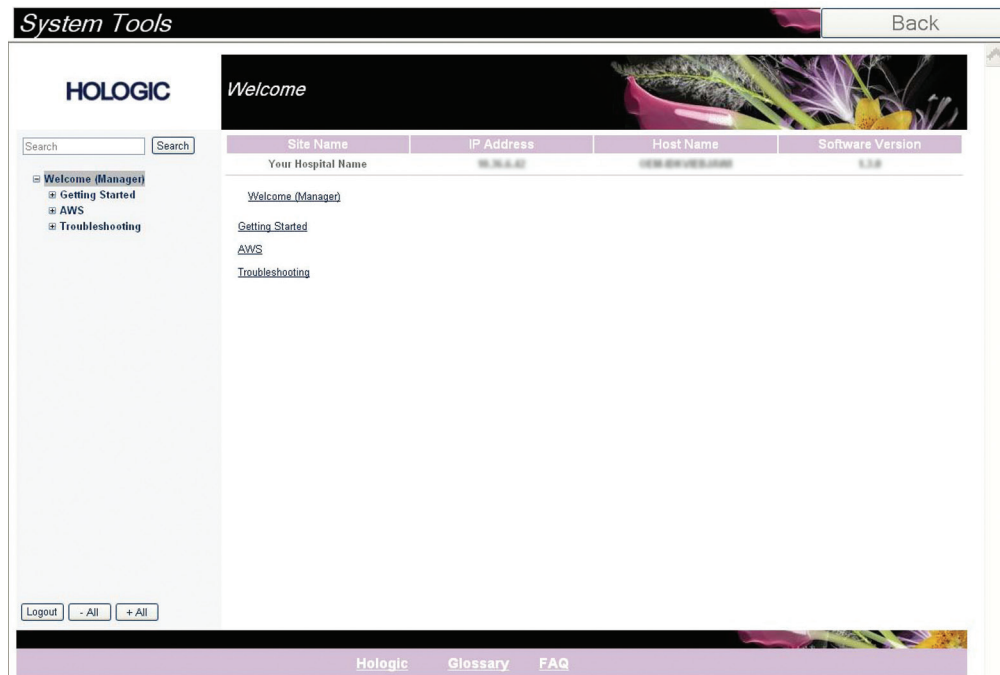 System Tools
Back
HOLOGIC
Welcome
Search Search
Site Name IP Address Host Name Software Version
Your Hospital Name
Welcome (Manager)
Getting Started
AWS
Troubleshooting
Welcome (Manager)
Getting Started
AWS
Troubleshooting
Logout - All + All
Hologic Glossary FAQ